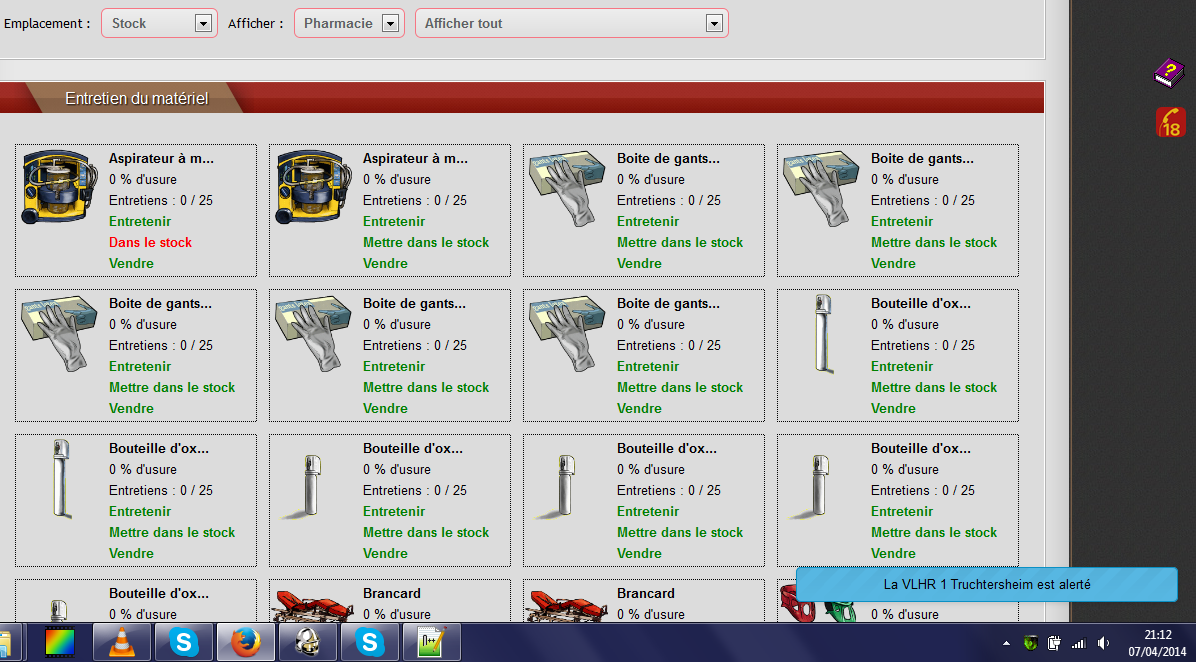 Emplacement : Stock Afficher : Pharmacie Afficher tout
Entretien du matériel
Aspirateur à m...
0 % d'usure
Entretiens : 0 / 25
Entretenir
Dans le stock
Vendre
Aspirateur à m...
0 % d'usure
Entretiens : 0 / 25
Entretenir
Mettre dans le stock
Vendre
Boite de gants...
0 % d'usure
Entretiens : 0 / 25
Entretenir
Mettre dans le stock
Vendre
Boite de gants...
0 % d'usure
Entretiens : 0 / 25
Entretenir
Mettre dans le stock
Vendre
Boite de gants...
0 % d'usure
Entretiens : 0 / 25
Entretenir
Mettre dans le stock
Vendre
Boite de gants...
0 % d'usure
Entretiens : 0 / 25
Entretenir
Mettre dans le stock
Vendre
Boite de gants...
0 % d'usure
Entretiens : 0 / 25
Entretenir
Mettre dans le stock
Vendre
Bouteille d'ox...
0 % d'usure
Entretiens : 0 / 25
Entretenir
Mettre dans le stock
Vendre
Bouteille d'ox...
0 % d'usure
Entretiens : 0 / 25
Entretenir
Mettre dans le stock
Vendre
Bouteille d'ox...
0 % d'usure
Entretiens : 0 / 25
Entretenir
Mettre dans le stock
Vendre
Bouteille d'ox...
0 % d'usure
Entretiens : 0 / 25
Entretenir
Mettre dans le stock
Vendre
Bouteille d'ox...
0 % d'usure
Entretiens : 0 / 25
Entretenir
Mettre dans le stock
Vendre
Bouteille d'ox...
0 % d'usure
Brancard
0 % d'usure
Brancard
0 % d'usure
0 % d'usure
La VLHR 1 Truchtersheim est alerté
?
18
S
S
n++
21:12
07/04/2014